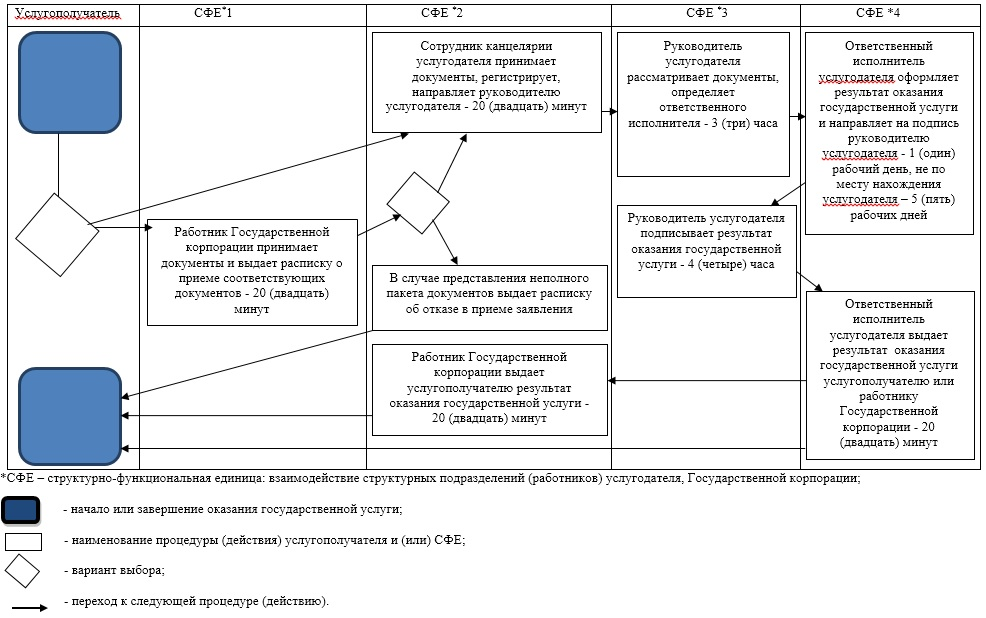 Услугополучатель
СФЕ*1
СФЕ *2
СФЕ *3
СФЕ *4
Сотрудник канцелярии
услугодателя принимает
документы, регистрирует,
направляет руководителю
услугодателя - 20 (двадцать) минут
Руководитель
услугодателя
рассматривает документы,
определяет
ответственного
исполнителя - 3 (три) часа
Ответственный
исполнитель
услугодателя оформляет
результат оказания
государственной услуги
и направляет на подпись
руководителю
услугодателя - 1 (один)
рабочий день, не по
месту нахождения
услугодателя – 5 (пять)
рабочих дней
Работник Государственной
корпорации принимает
документы и выдает расписку о
приеме соответствующих
документов - 20 (двадцать)
минут
Руководитель услугодателя
подписывает результат
оказания государственной
услуги - 4 (четыре) часа
В случае представления неполного
пакета документов выдает расписку
об отказе в приеме заявления
Ответственный
исполнитель
услугодателя выдает
результат оказания
государственной услуги
услугополучателю или
работнику
Государственной
корпорации - 20
(двадцать) минут
Работник Государственной
корпорации выдает
услугополучателю результат
оказания государственной услуги -
20 (двадцать) минут
*СФЕ – структурно-функциональная единица: взаимодействие структурных подразделений (работников) услугодателя, Государственной корпорации;
- начало или завершение оказания государственной услуги;
- наименование процедуры (действия) услугополучателя и (или) СФЕ;
- вариант выбора;
- переход к следующей процедуре (действию).